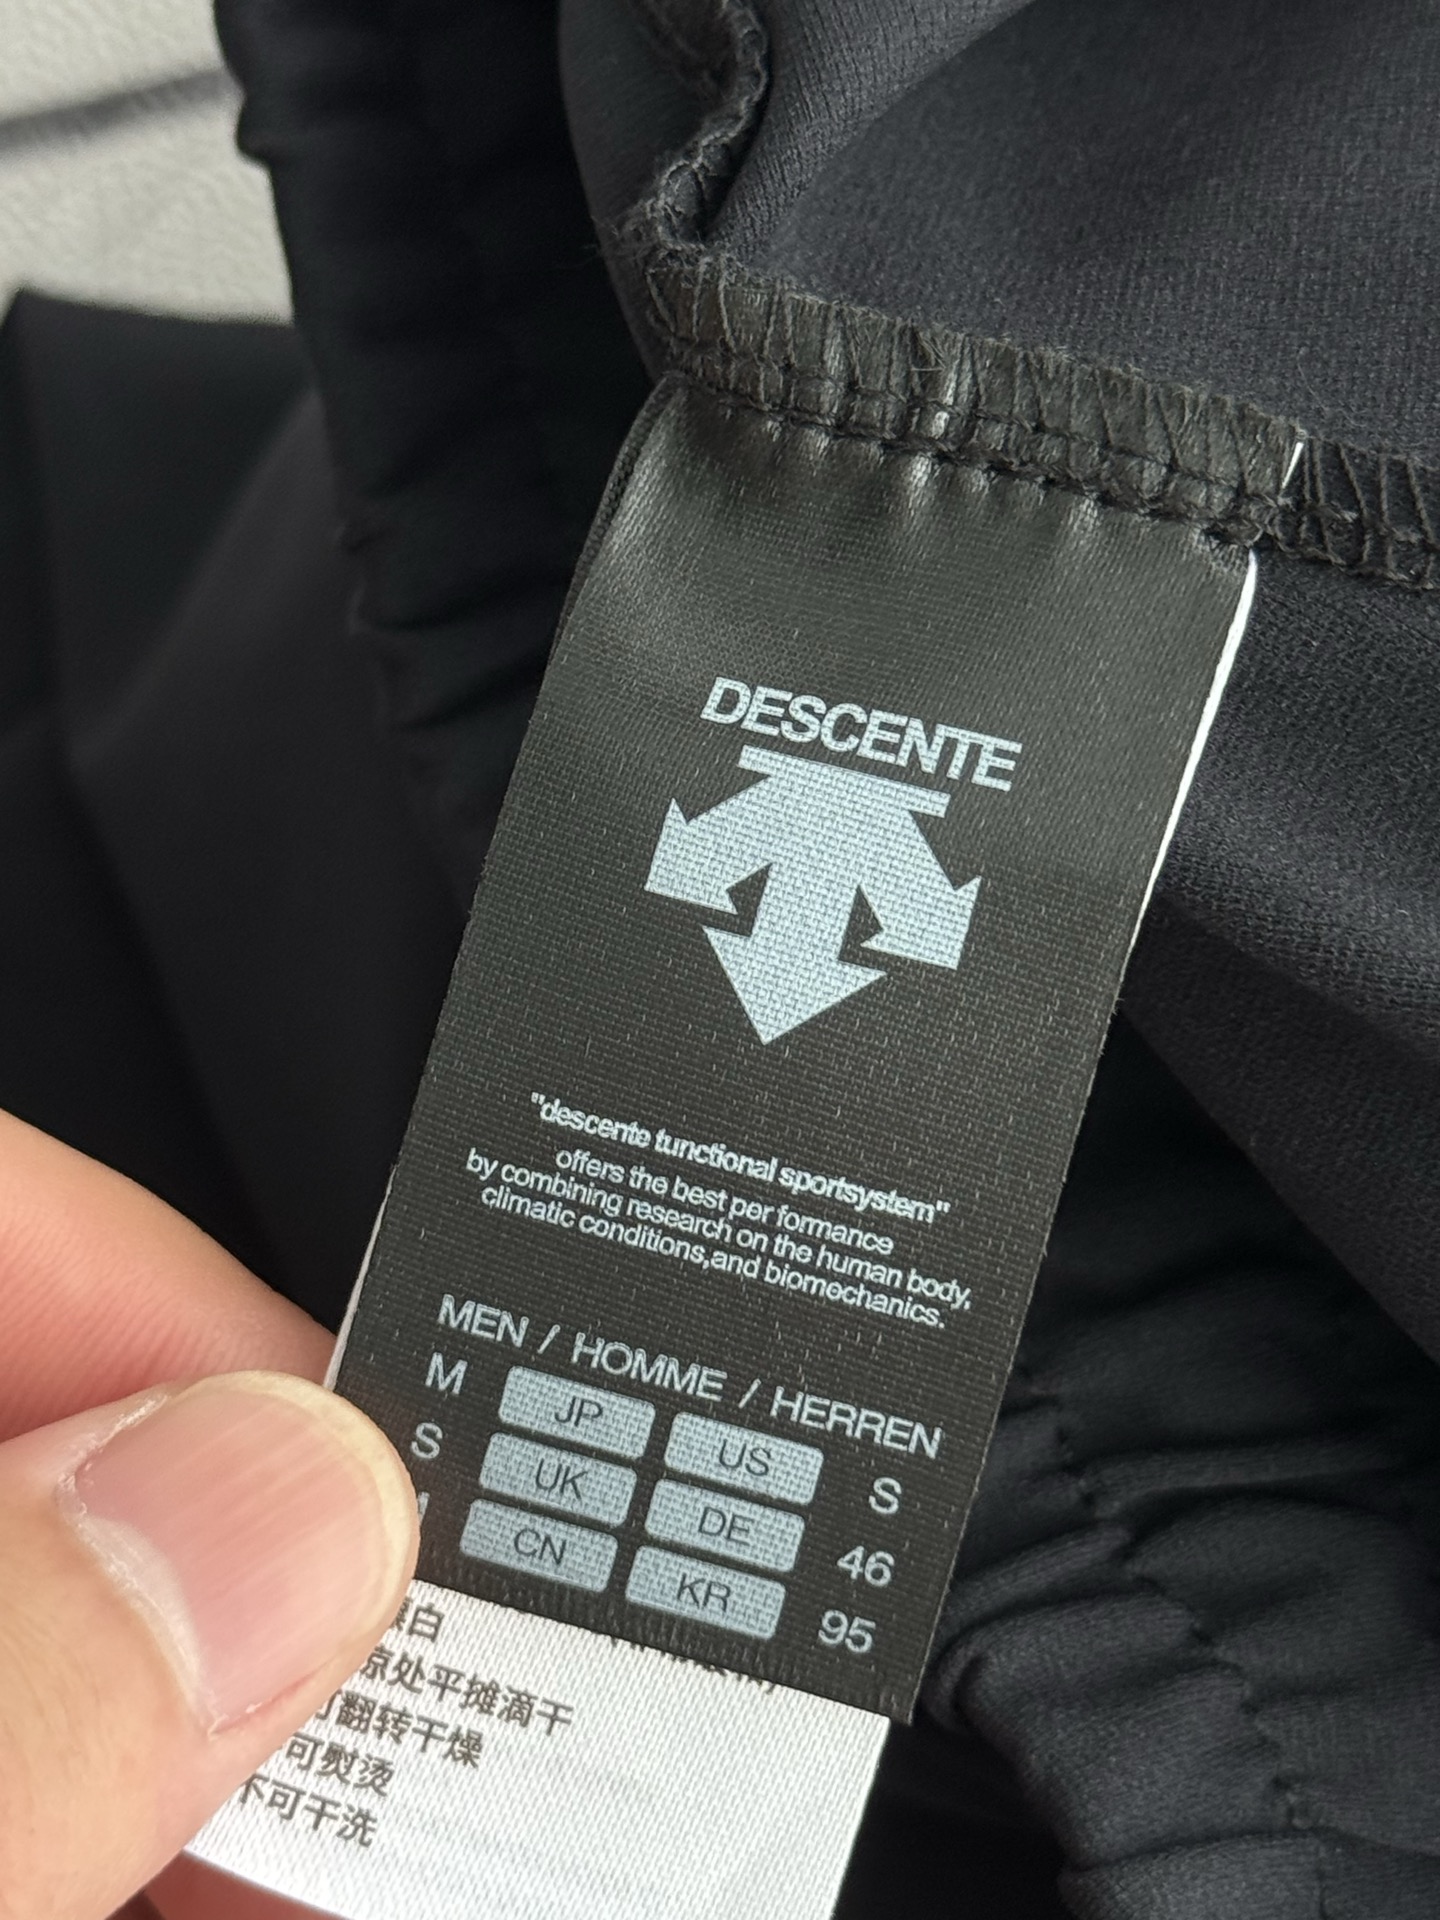 DESCENTE
"descente tunctional sportsystem"
offers the best per formance
by combining research on the human body,
climatic conditions,and biomechanics.
MEN / HOMME / HERREN
M JP US S
S UK DE 46
CN KR 95
白
凉处平摊滴干
可翻转干燥
可熨烫
不可干洗